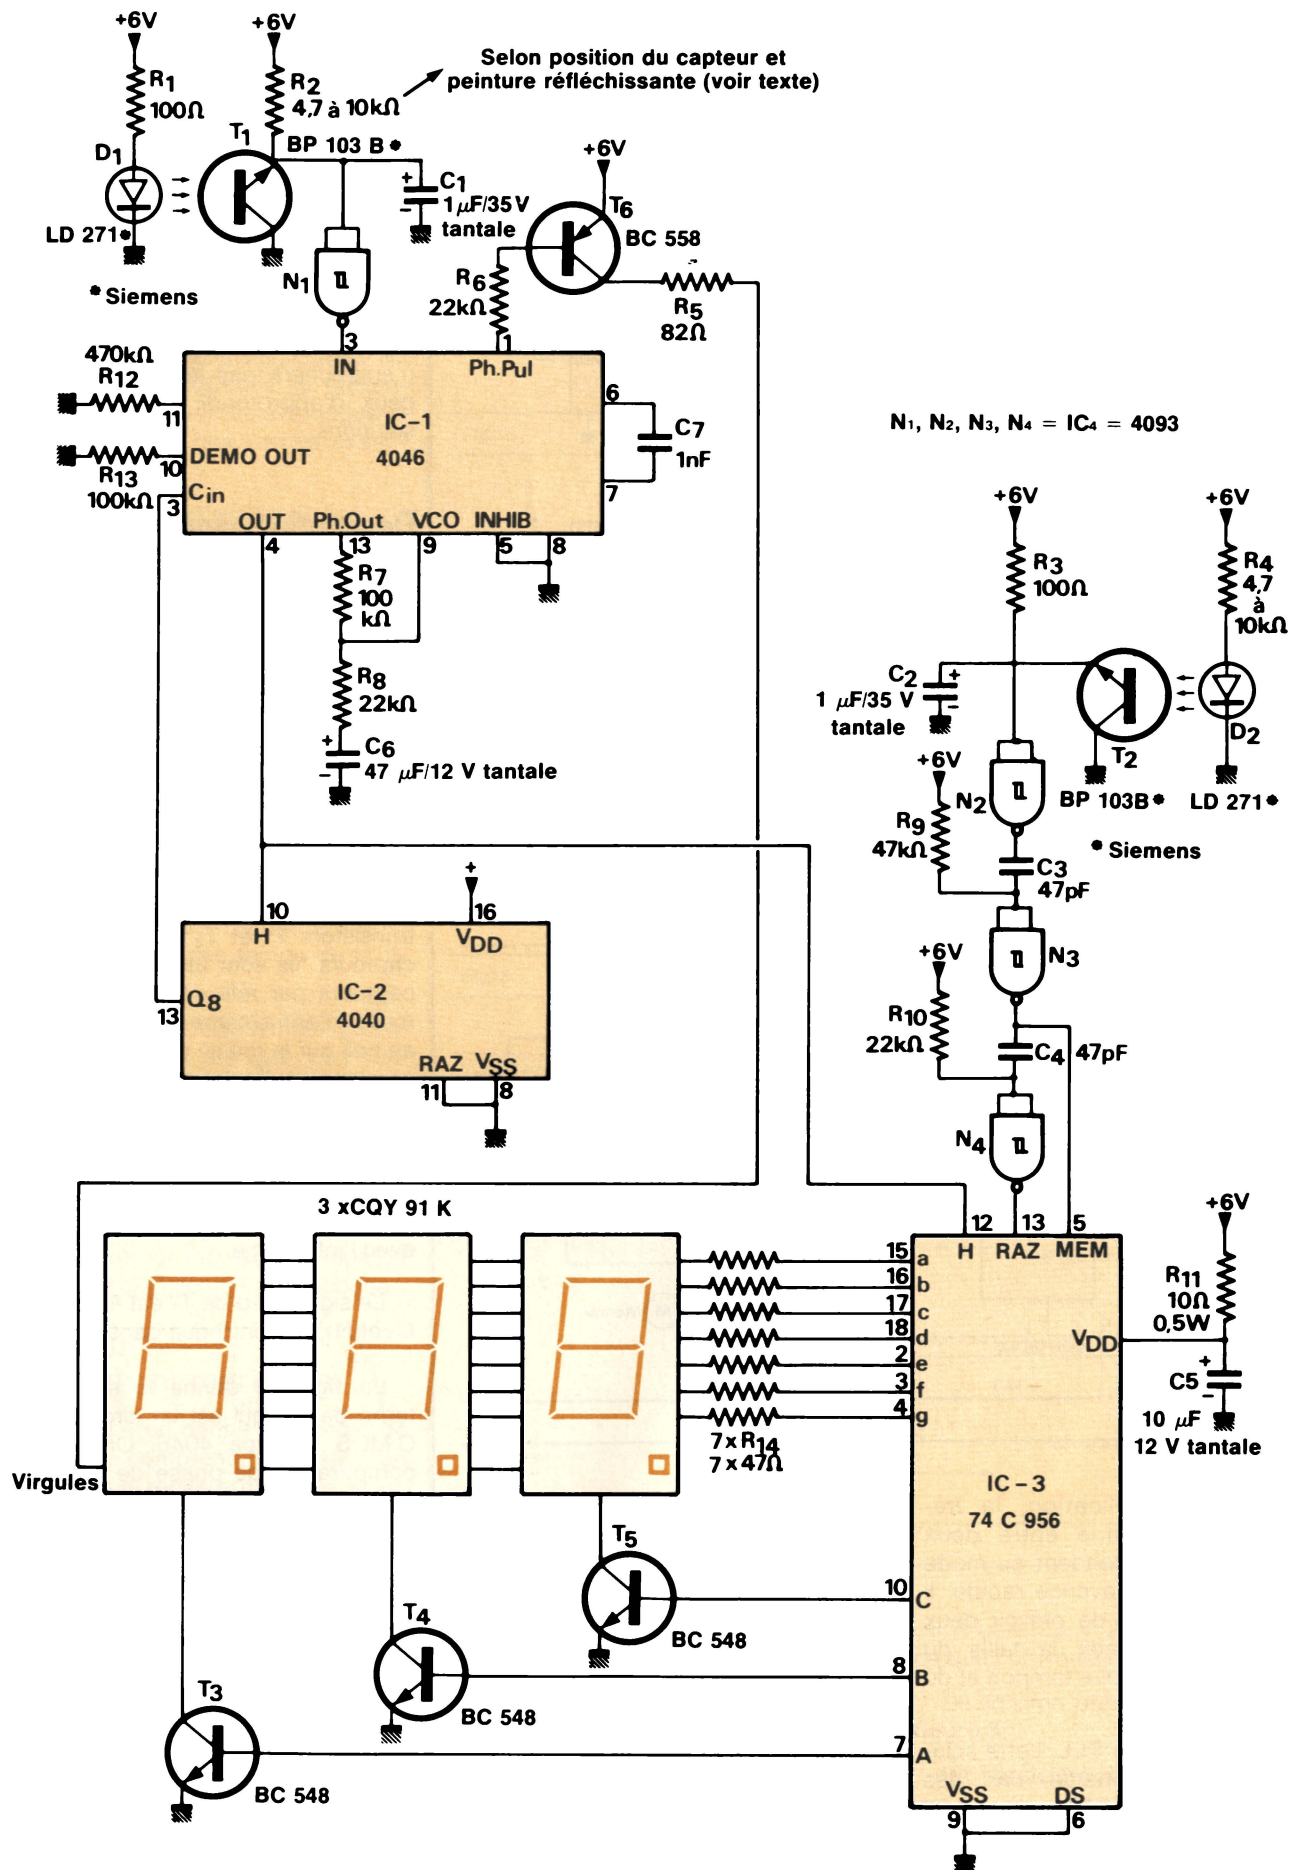 +6V
+6V
Selon position du capteur et
peinture réfléchissante (voir texte)
R1
100Ω
R2
4,7 à 10kΩ
T1
BP 103 B*
D1
LD 271*
C1
1 µF/35 V
tantale
* Siemens
N1
+6V
T6
BC 558
R6
22kΩ
R5
82Ω
3
IN
1
Ph.Pul
470kΩ
R12
11
IC-1
4046
6
C7
1nF
7
DEMO OUT
10
R13
100kΩ
Cin
3
OUT
Ph.Out
VCO
INHIB
4
13
9
5
8
N1, N2, N3, N4 = IC4 = 4093
R7
100
kΩ
R8
22kΩ
C6
47 µF/12 V tantale
+6V
+6V
R3
100Ω
R4
4,7
à
10kΩ
C2
1 µF/35 V
tantale
T2
BP 103B*
D2
LD 271*
* Siemens
+6V
N2
R9
47kΩ
C3
47pF
N3
+6V
R10
22kΩ
C4 47pF
N4
+
10
16
H
VDD
Q8
13
IC-2
4040
RAZ
VSS
11
8
3 xCQY 91 K
Virgules
7 x R14
7 x 47Ω
12
13
5
H
RAZ
MEM
15 a
16 b
17 c
18 d
2 e
3 f
4 g
VDD
+6V
R11
10Ω
0,5W
C5
10 µF
12 V tantale
IC – 3
74 C 956
T5
BC 548
10 C
T4
BC 548
8 B
T3
BC 548
7 A
VSS
DS
9
6